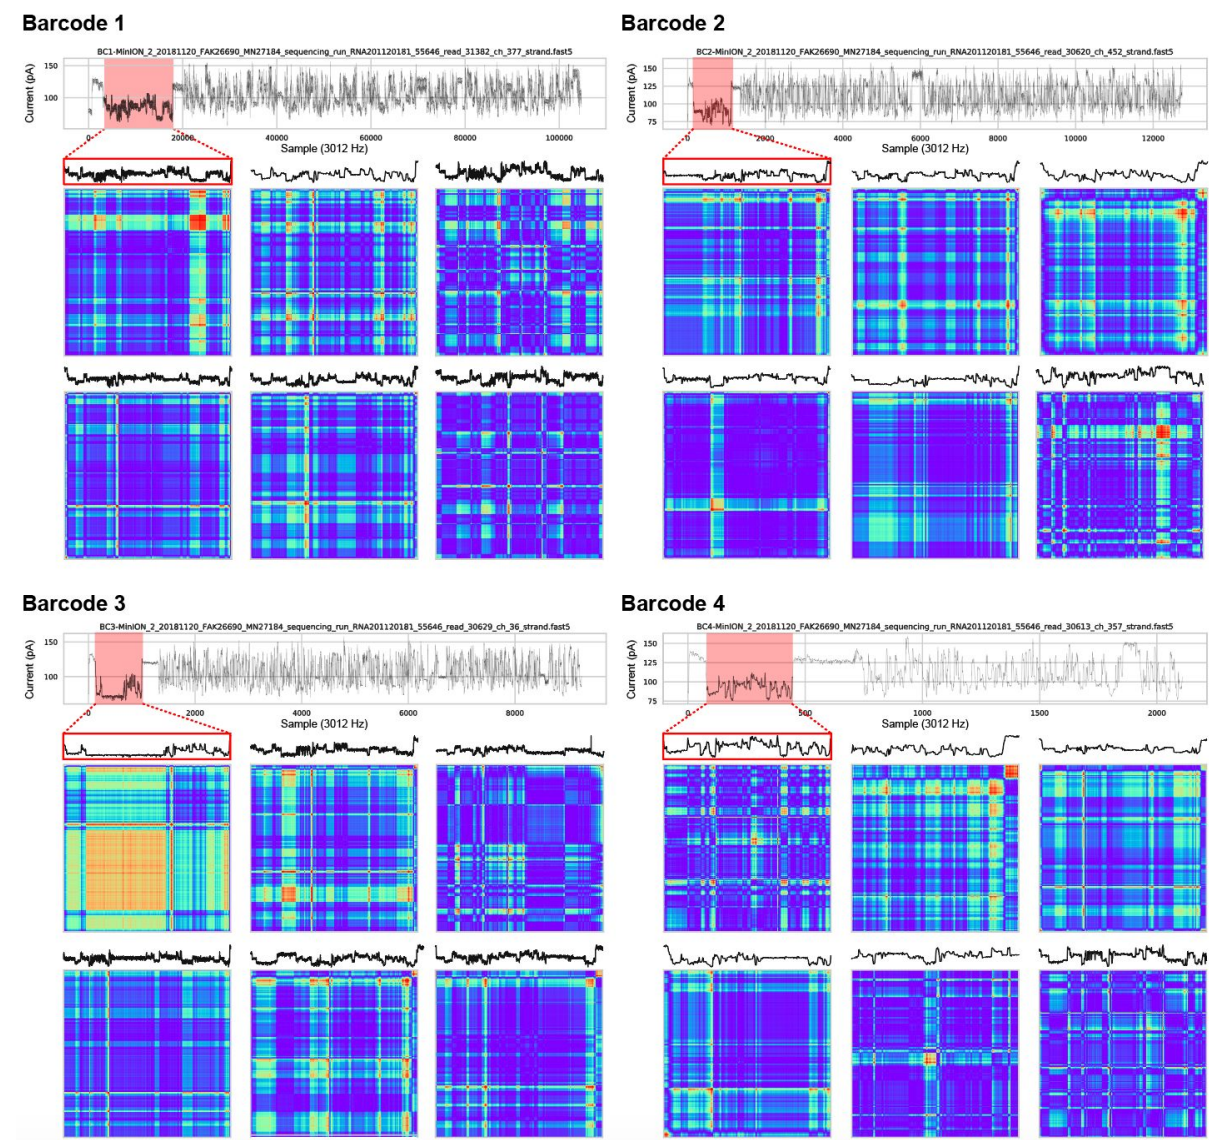 Barcode 1
BC1-MinION_2_20181120_FAK26690_MN27184_sequencing_run_RNA201120181_55646_read_31382_ch_377_strand.fast5
Current (pA)
150
100
0 20000 40000 60000 80000 100000
Sample (3012 Hz)
Barcode 2
BC2-MinION_2_20181120_FAK26690_MN27184_sequencing_run_RNA201120181_55646_read_30620_ch_452_strand.fast5
Current (pA)
150
125
100
75
0 2000 4000 6000 8000 10000 12000
Sample (3012 Hz)
Barcode 3
BC3-MinION_2_20181120_FAK26690_MN27184_sequencing_run_RNA201120181_55646_read_30629_ch_36_strand.fast5
Current (pA)
150
100
0 2000 4000 6000 8000
Sample (3012 Hz)
Barcode 4
BC4-MinION_2_20181120_FAK26690_MN27184_sequencing_run_RNA201120181_55646_read_30613_ch_357_strand.fast5
Current (pA)
150
125
100
75
0 500 1000 1500 2000
Sample (3012 Hz)